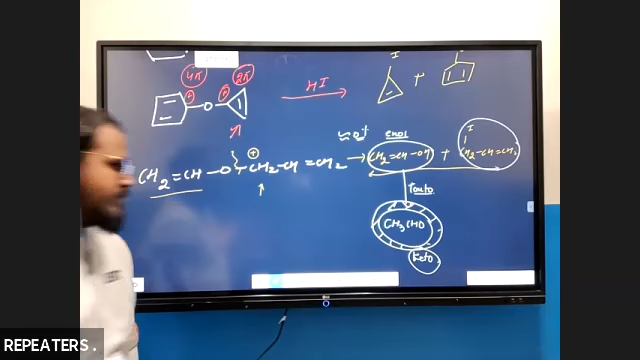 4π 2π
I
+ + HI +
O
enol I
⊕
CH2=CH-O-CH2-CH=CH2 → CH2=CH-OH + CH2-CH=CH2
Tauto
CH3CHO
Keto
REPEATERS.